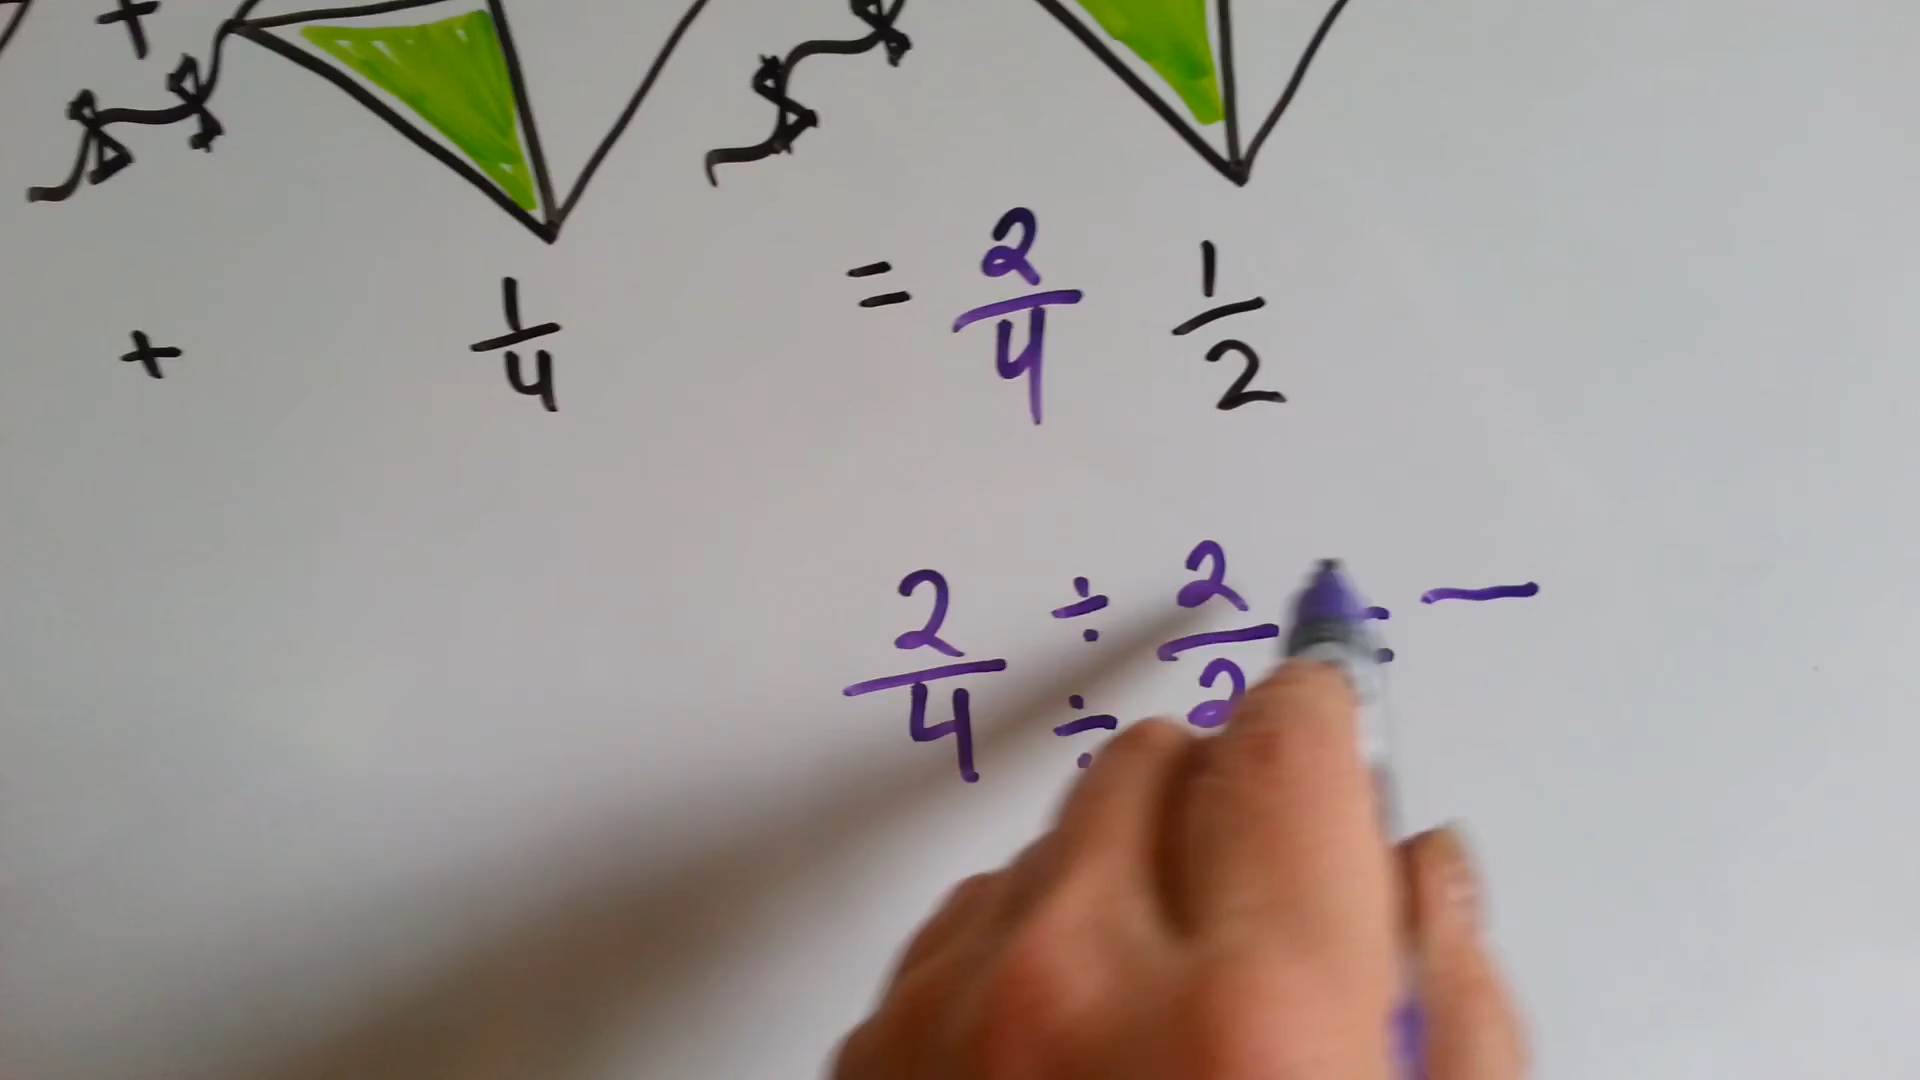 +
+ 1/4 = 2/4 1/2
2/4 ÷ ÷ 2/2 = —